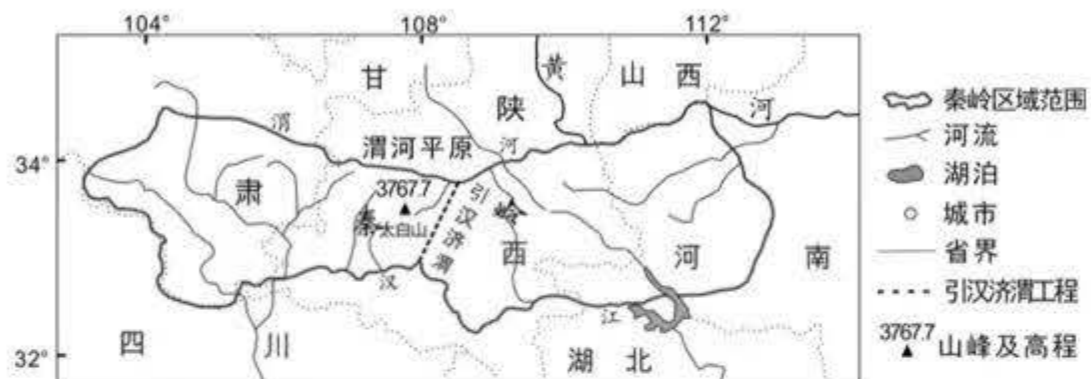 104° 108° 112°
甘 黄 山 西
陕 河
渭 河
34° 渭河平原
肃 3767.7
秦 太白山 岭
引汉济渭
西 河 南
汉
江
32° 四 川 湖 北
秦岭区域范围
河流
湖泊
城市
省界
引汉济渭工程
3767.7
山峰及高程